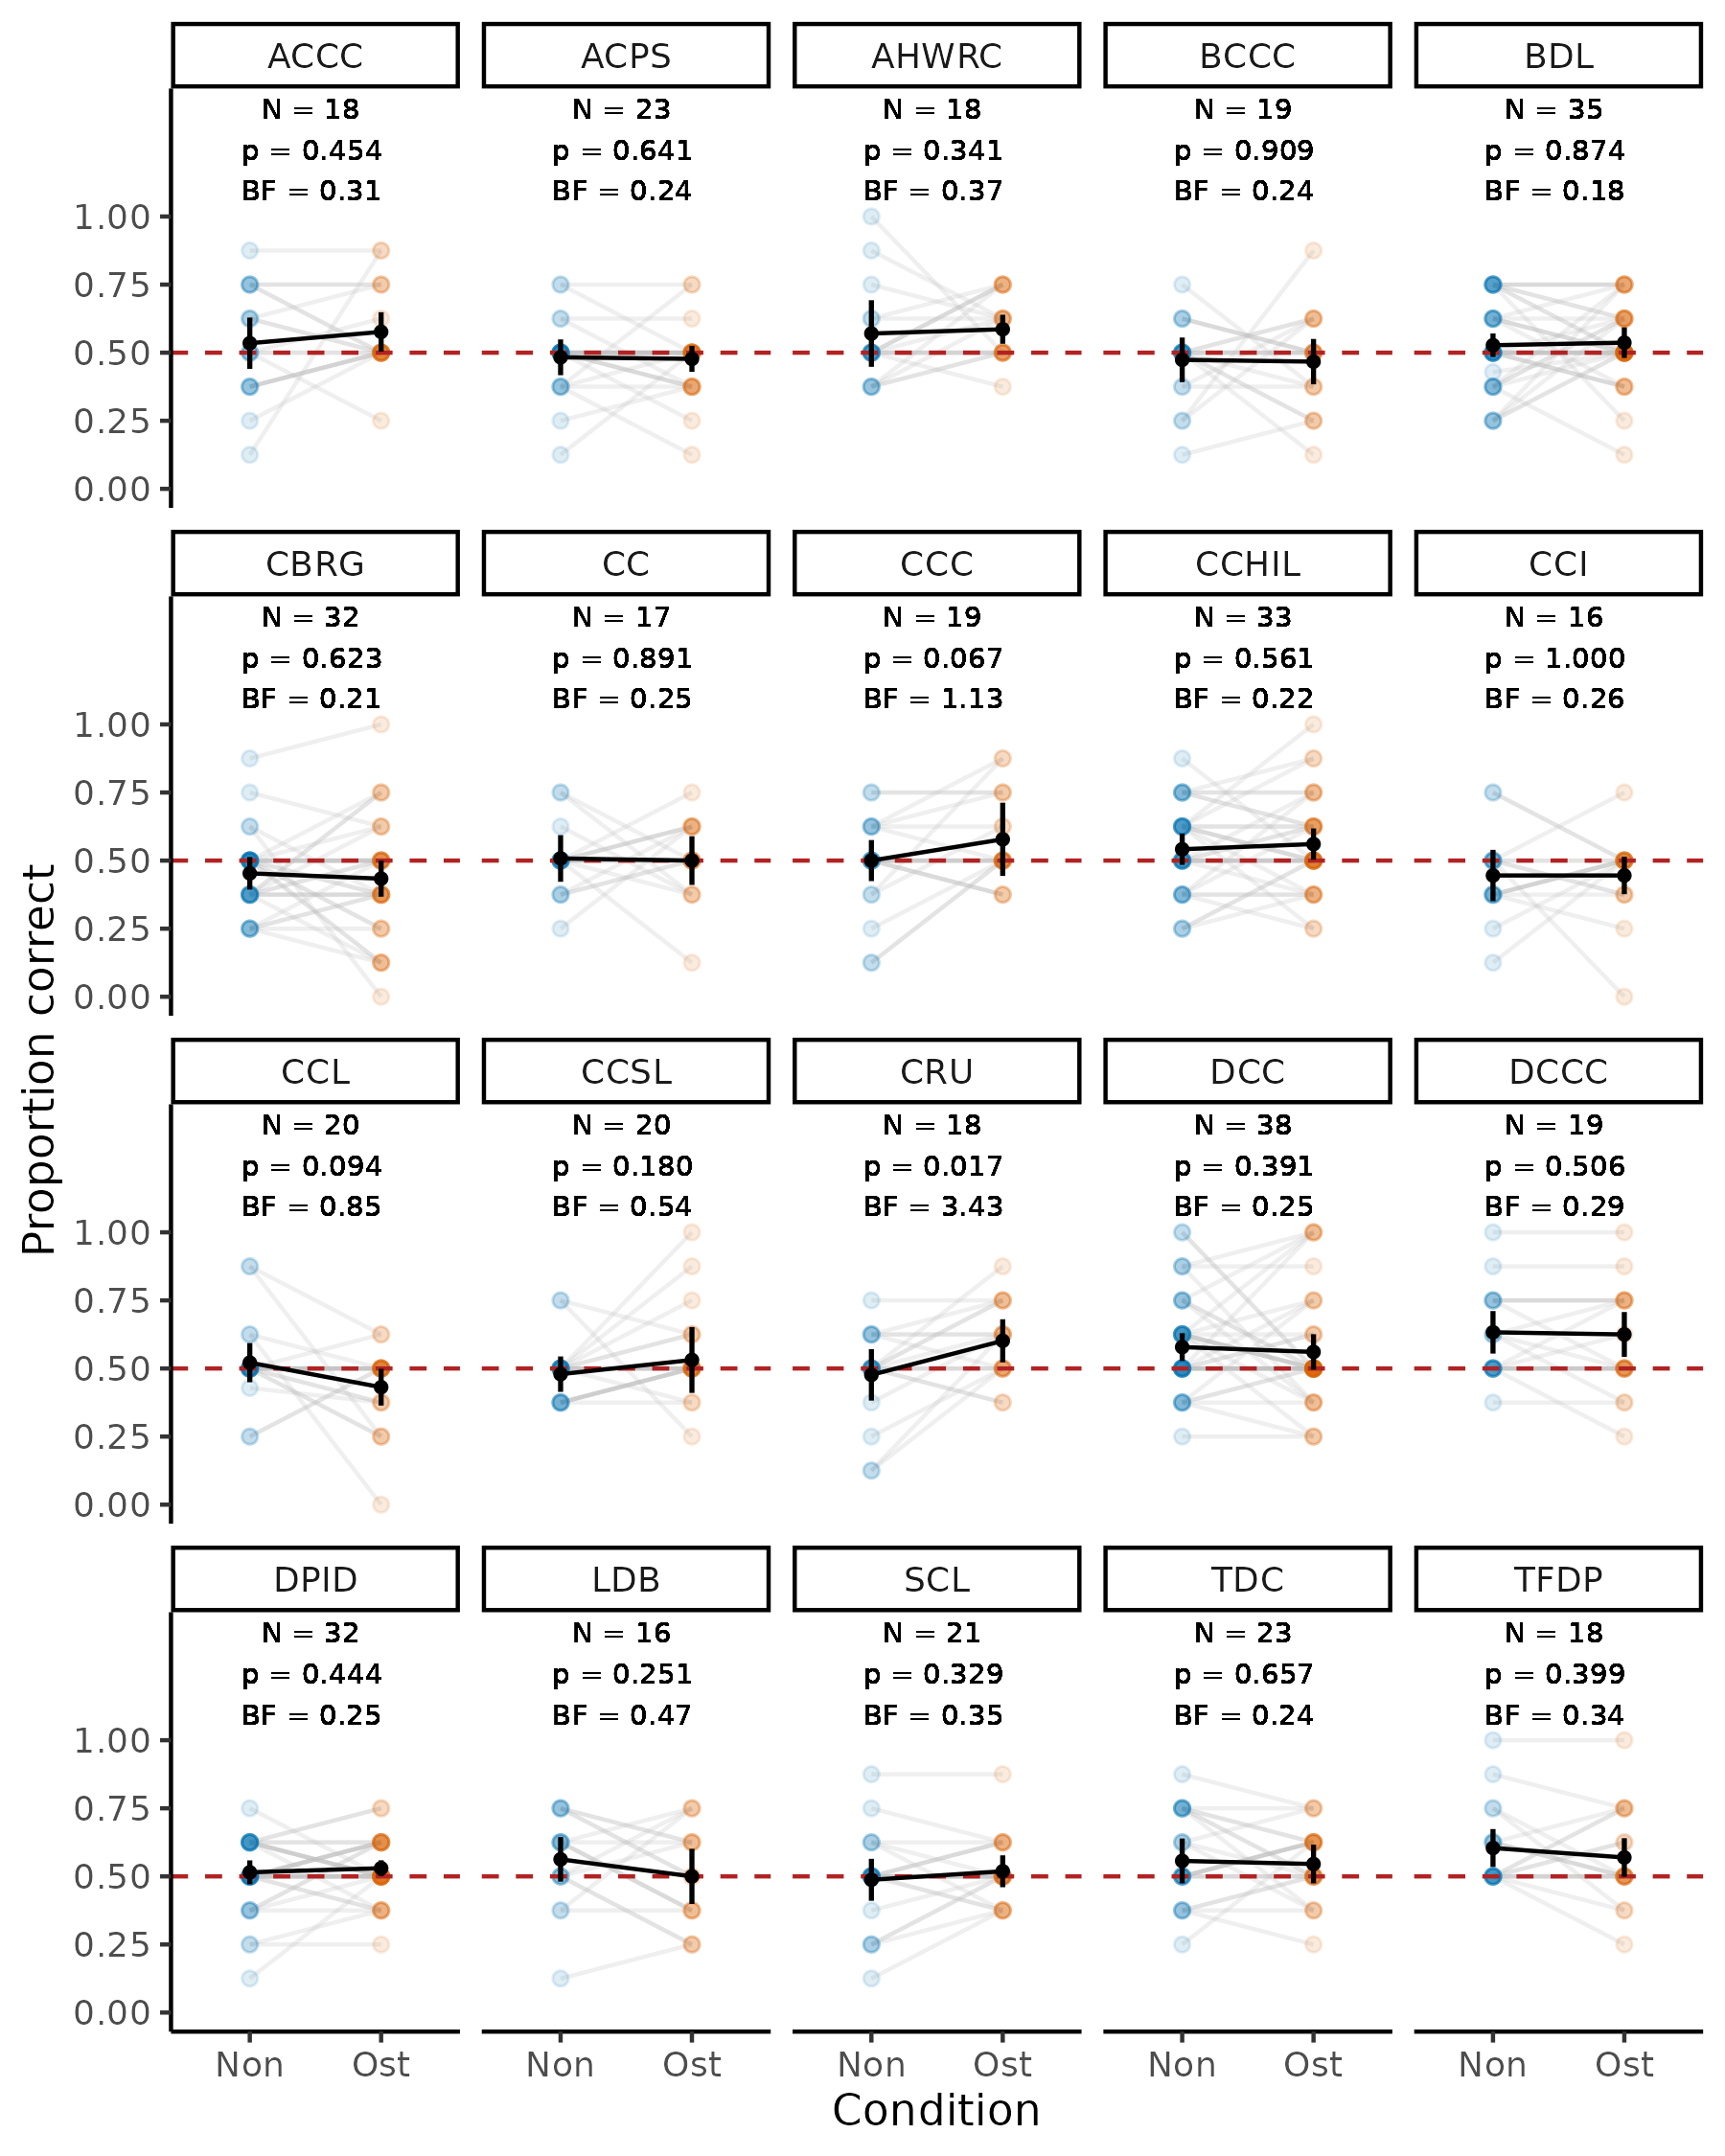 ACCC ACPS AHWRC BCCC BDL
N = 18 N = 23 N = 18 N = 19 N = 35
p = 0.454 p = 0.641 p = 0.341 p = 0.909 p = 0.874
BF = 0.31 BF = 0.24 BF = 0.37 BF = 0.24 BF = 0.18
1.00
0.75
0.50
0.25
0.00
CBRG CC CCC CCHIL CCI
N = 32 N = 17 N = 19 N = 33 N = 16
p = 0.623 p = 0.891 p = 0.067 p = 0.561 p = 1.000
BF = 0.21 BF = 0.25 BF = 1.13 BF = 0.22 BF = 0.26
1.00
0.75
0.50
0.25
0.00
Proportion correct
CCL CCSL CRU DCC DCCC
N = 20 N = 20 N = 18 N = 38 N = 19
p = 0.094 p = 0.180 p = 0.017 p = 0.391 p = 0.506
BF = 0.85 BF = 0.54 BF = 3.43 BF = 0.25 BF = 0.29
1.00
0.75
0.50
0.25
0.00
DPID LDB SCL TDC TFDP
N = 32 N = 16 N = 21 N = 23 N = 18
p = 0.444 p = 0.251 p = 0.329 p = 0.657 p = 0.399
BF = 0.25 BF = 0.47 BF = 0.35 BF = 0.24 BF = 0.34
1.00
0.75
0.50
0.25
0.00
Non Ost Non Ost Non Ost Non Ost Non Ost
Condition